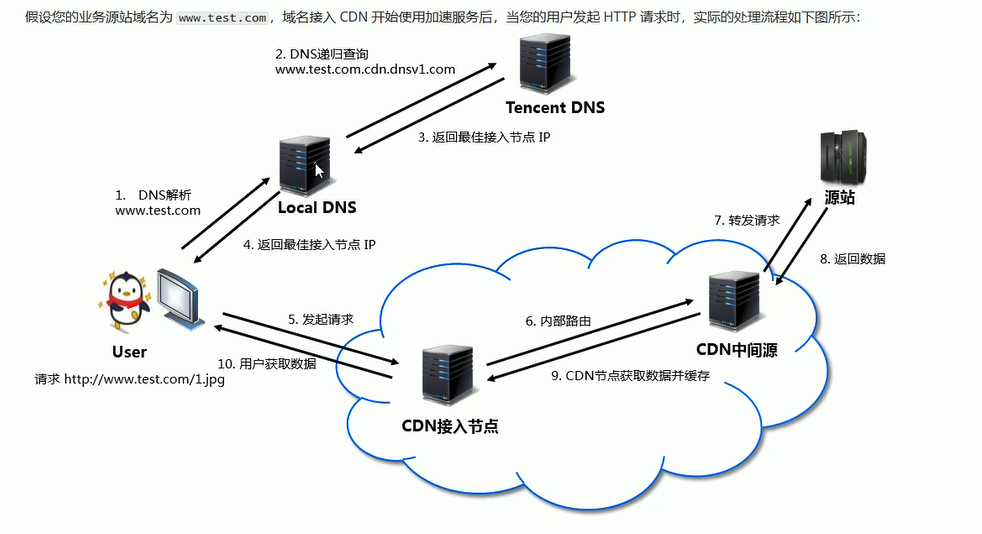 假设您的业务源站域名为 www.test.com，域名接入 CDN 开始使用加速服务后，当您的用户发起 HTTP 请求时，实际的处理流程如下图所示：
2. DNS递归查询
www.test.com.cdn.dnsv1.com
Tencent DNS
3. 返回最佳接入节点 IP
1. DNS解析
www.test.com
Local DNS
源站
7. 转发请求
4. 返回最佳接入节点 IP
8. 返回数据
5. 发起请求
6. 内部路由
User
CDN中间源
10. 用户获取数据
9. CDN节点获取数据并缓存
请求 http://www.test.com/1.jpg
CDN接入节点